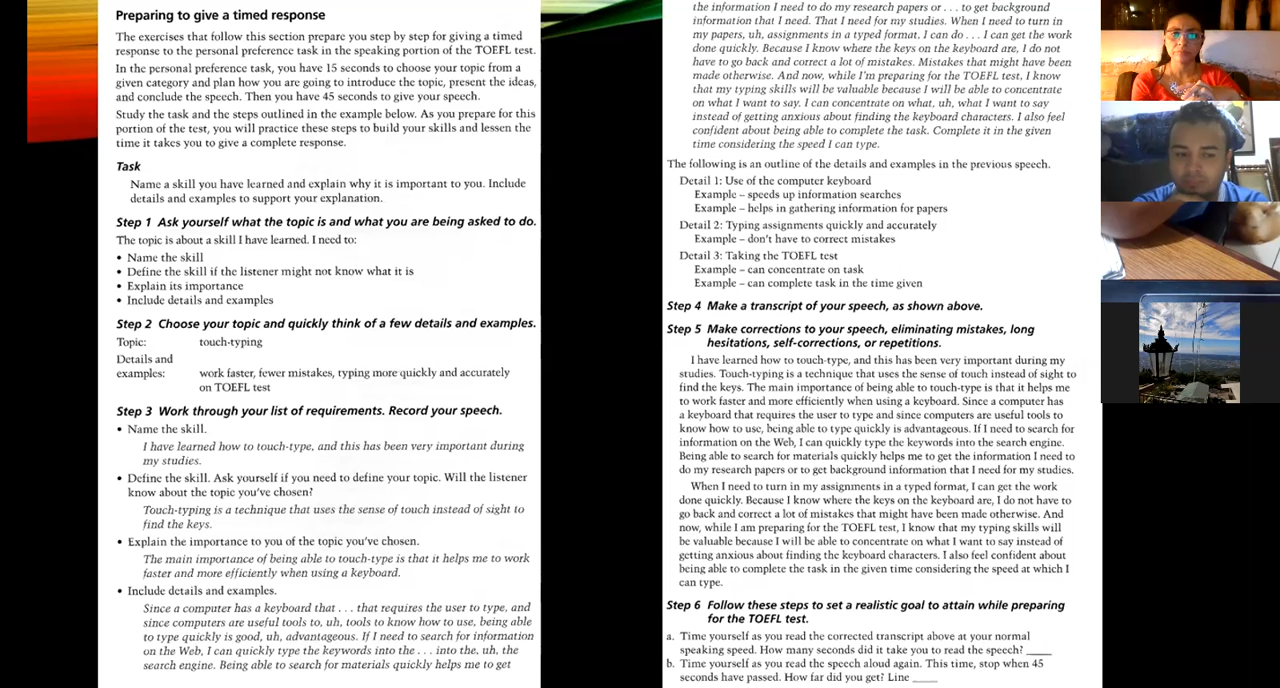 Preparing to give a timed response
The exercises that follow this section prepare you step by step for giving a timed
response to the personal preference task in the speaking portion of the TOEFL test.
In the personal preference task, you have 15 seconds to choose your topic from a
given category and plan how you are going to introduce the topic, present the ideas,
and conclude the speech. Then you have 45 seconds to give your speech.
Study the task and the steps outlined in the example below. As you prepare for this
portion of the test, you will practice these steps to build your skills and lessen the
time it takes you to give a complete response.
Task
Name a skill you have learned and explain why it is important to you. Include
details and examples to support your explanation.
Step 1 Ask yourself what the topic is and what you are being asked to do.
The topic is about a skill I have learned. I need to:
• Name the skill
• Define the skill if the listener might not know what it is
• Explain its importance
• Include details and examples
Step 2 Choose your topic and quickly think of a few details and examples.
Topic: touch-typing
Details and
examples: work faster, fewer mistakes, typing more quickly and accurately
on TOEFL test
Step 3 Work through your list of requirements. Record your speech.
• Name the skill.
I have learned how to touch-type, and this has been very important during
my studies.
• Define the skill. Ask yourself if you need to define your topic. Will the listener
know about the topic you've chosen?
Touch-typing is a technique that uses the sense of touch instead of sight to
find the keys.
• Explain the importance to you of the topic you've chosen.
The main importance of being able to touch-type is that it helps me to work
faster and more efficiently when using a keyboard.
• Include details and examples.
Since a computer has a keyboard that . . . that requires the user to type, and
since computers are useful tools to, uh, tools to know how to use, being able
to type quickly is good, uh, advantageous. If I need to search for information
on the Web, I can quickly type the keywords into the . . . into the, uh, the
search engine. Being able to search for materials quickly helps me to get
the information I need to do my research papers or . . . to get background
information that I need. That I need for my studies. When I need to turn in
my papers, uh, assignments in a typed format, I can do . . . I can get the work
done quickly. Because I know where the keys on the keyboard are, I do not
have to go back and correct a lot of mistakes. Mistakes that might have been
made otherwise. And now, while I'm preparing for the TOEFL test, I know
that my typing skills will be valuable because I will be able to concentrate
on what I want to say. I can concentrate on what, uh, what I want to say
instead of getting anxious about finding the keyboard characters. I also feel
confident about being able to complete the task. Complete it in the given
time considering the speed I can type.
The following is an outline of the details and examples in the previous speech.
Detail 1: Use of the computer keyboard
Example – speeds up information searches
Example – helps in gathering information for papers
Detail 2: Typing assignments quickly and accurately
Example – don't have to correct mistakes
Detail 3: Taking the TOEFL test
Example – can concentrate on task
Example – can complete task in the time given
Step 4 Make a transcript of your speech, as shown above.
Step 5 Make corrections to your speech, eliminating mistakes, long
hesitations, self-corrections, or repetitions.
I have learned how to touch-type, and this has been very important during my
studies. Touch-typing is a technique that uses the sense of touch instead of sight to
find the keys. The main importance of being able to touch-type is that it helps me
to work faster and more efficiently when using a keyboard. Since a computer has
a keyboard that requires the user to type and since computers are useful tools to
know how to use, being able to type quickly is advantageous. If I need to search for
information on the Web, I can quickly type the keywords into the search engine.
Being able to search for materials quickly helps me to get the information I need to
do my research papers or to get background information that I need for my studies.
When I need to turn in my assignments in a typed format, I can get the work
done quickly. Because I know where the keys on the keyboard are, I do not have to
go back and correct a lot of mistakes that might have been made otherwise. And
now, while I am preparing for the TOEFL test, I know that my typing skills will
be valuable because I will be able to concentrate on what I want to say instead of
getting anxious about finding the keyboard characters. I also feel confident about
being able to complete the task in the given time considering the speed at which I
can type.
Step 6 Follow these steps to set a realistic goal to attain while preparing
for the TOEFL test.
a. Time yourself as you read the corrected transcript above at your normal
speaking speed. How many seconds did it take you to read the speech? ____
b. Time yourself as you read the speech aloud again. This time, stop when 45
seconds have passed. How far did you get? Line ____